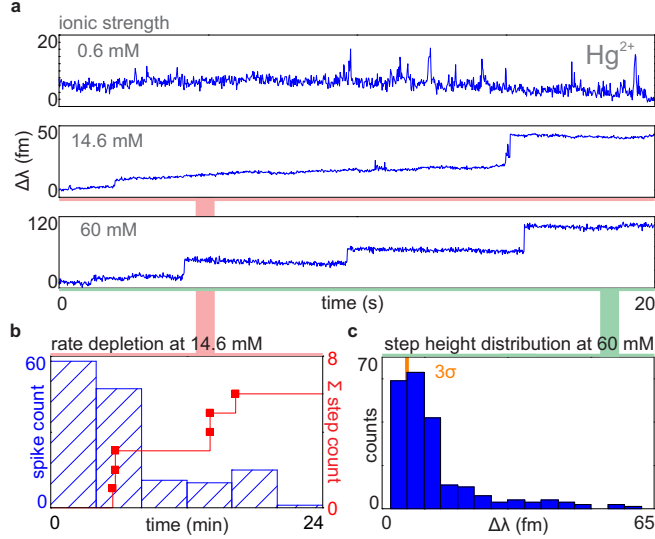 a
ionic strength
20
0.6 mM
Hg²⁺
0
50
14.6 mM
0
Δλ (fm)
120
60 mM
0
0
time (s)
20
b
rate depletion at 14.6 mM
60
8
spike count
Σ step count
0
0
0
time (min)
24
c
step height distribution at 60 mM
70
3σ
counts
0
0
Δλ (fm)
65